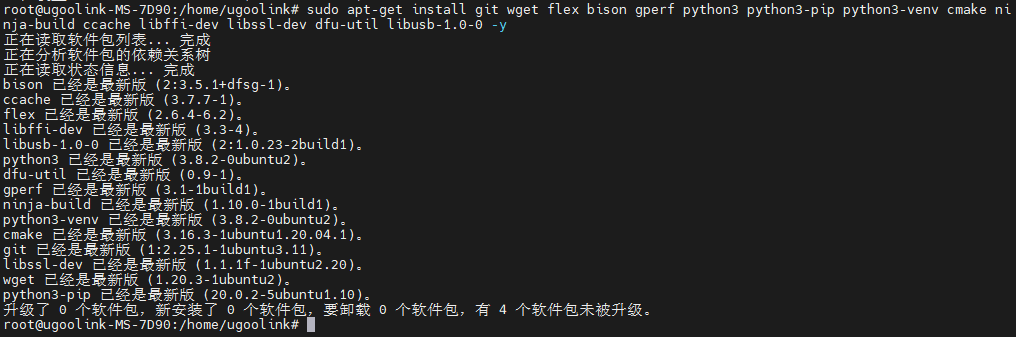 root@ugoolink-MS-7D90:/home/ugoolink# sudo apt-get install git wget flex bison gperf python3 python3-pip python3-venv cmake ni
nja-build ccache libffi-dev libssl-dev dfu-util libusb-1.0-0 -y
正在读取软件包列表... 完成
正在分析软件包的依赖关系树
正在读取状态信息... 完成
bison 已经是最新版 (2:3.5.1+dfsg-1)。
ccache 已经是最新版 (3.7.7-1)。
flex 已经是最新版 (2.6.4-6.2)。
libffi-dev 已经是最新版 (3.3-4)。
libusb-1.0-0 已经是最新版 (2:1.0.23-2build1)。
python3 已经是最新版 (3.8.2-0ubuntu2)。
dfu-util 已经是最新版 (0.9-1)。
gperf 已经是最新版 (3.1-1build1)。
ninja-build 已经是最新版 (1.10.0-1build1)。
python3-venv 已经是最新版 (3.8.2-0ubuntu2)。
cmake 已经是最新版 (3.16.3-1ubuntu1.20.04.1)。
git 已经是最新版 (1:2.25.1-1ubuntu3.11)。
libssl-dev 已经是最新版 (1.1.1f-1ubuntu2.20)。
wget 已经是最新版 (1.20.3-1ubuntu2)。
python3-pip 已经是最新版 (20.0.2-5ubuntu1.10)。
升级了 0 个软件包，新安装了 0 个软件包，要卸载 0 个软件包，有 4 个软件包未被升级。
root@ugoolink-MS-7D90:/home/ugoolink#